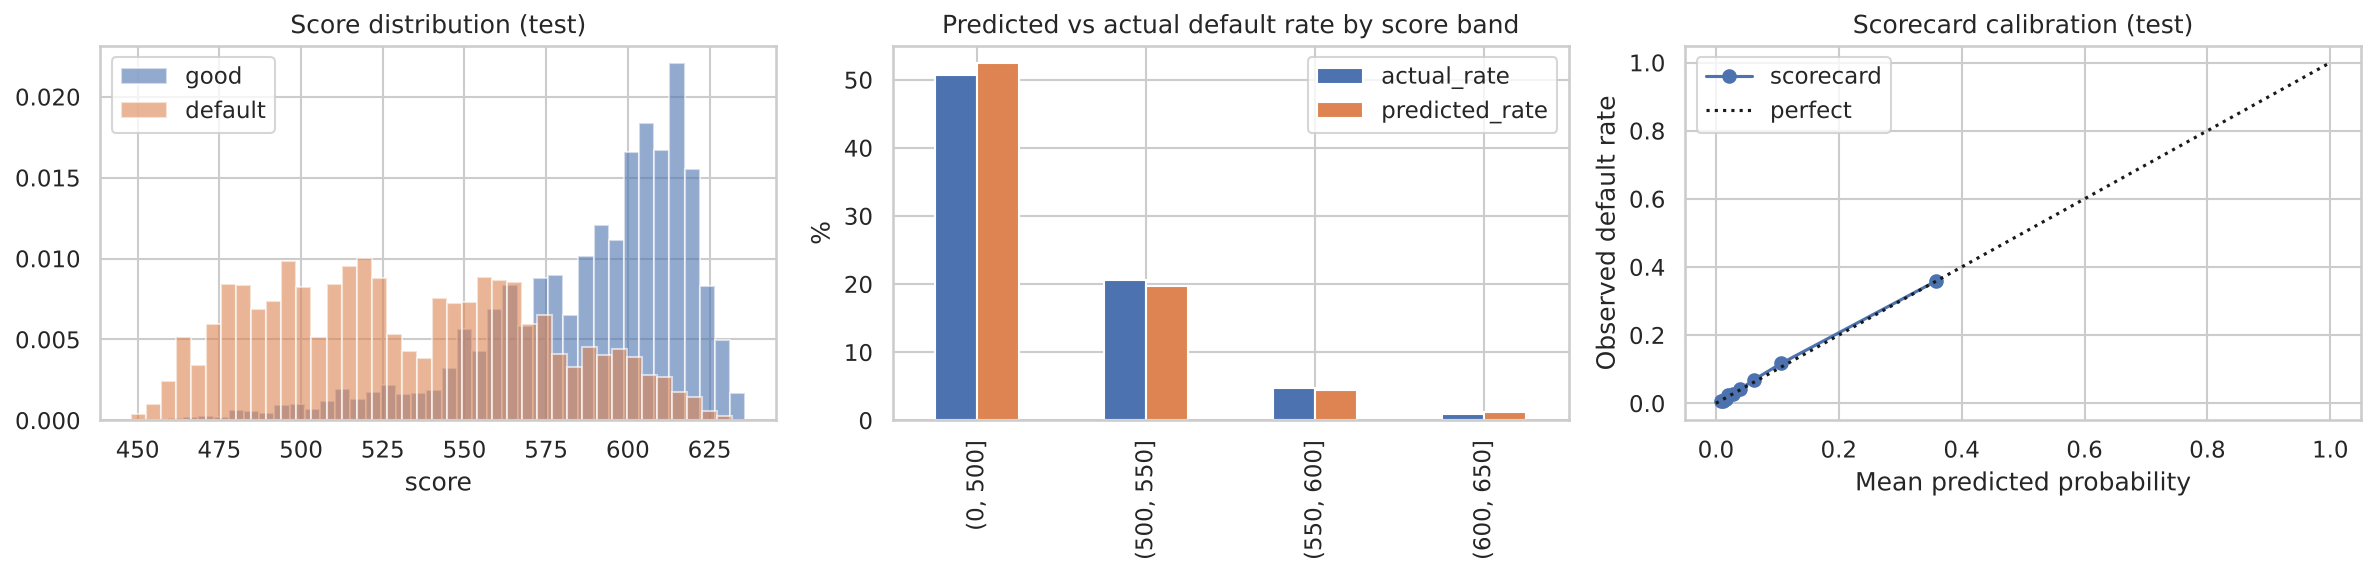 Score distribution (test)
good
default
0.020
0.015
0.010
0.005
0.000
450 475 500 525 550 575 600 625
score
Predicted vs actual default rate by score band
actual_rate
predicted_rate
%
50
40
30
20
10
0
(0, 500]
(500, 550]
(550, 600]
(600, 650]
Scorecard calibration (test)
scorecard
perfect
Observed default rate
1.0
0.8
0.6
0.4
0.2
0.0
0.0 0.2 0.4 0.6 0.8 1.0
Mean predicted probability